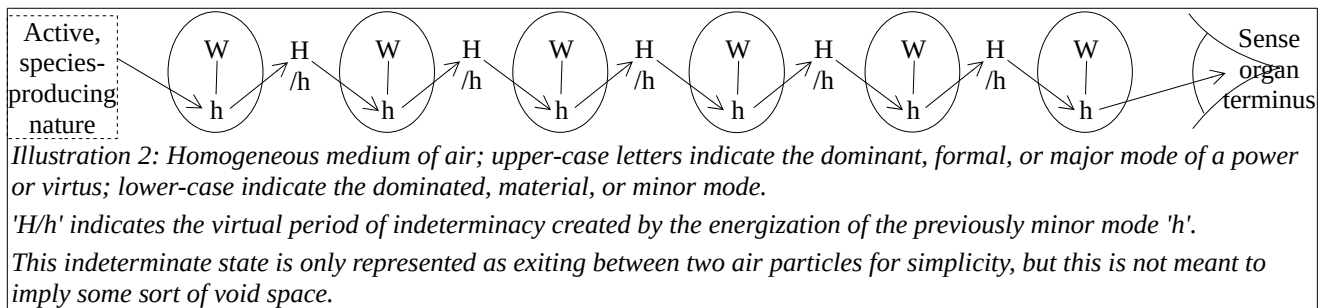 Active,
species-
producing
nature
W
h
H
/h
W
h
H
/h
W
h
H
/h
W
h
H
/h
W
h
H
/h
W
h
Sense
organ
terminus
Illustration 2: Homogeneous medium of air; upper-case letters indicate the dominant, formal, or major mode of a power
or virtus; lower-case indicate the dominated, material, or minor mode.
'H/h' indicates the virtual period of indeterminacy created by the energization of the previously minor mode 'h'.
This indeterminate state is only represented as exiting between two air particles for simplicity, but this is not meant to
imply some sort of void space.